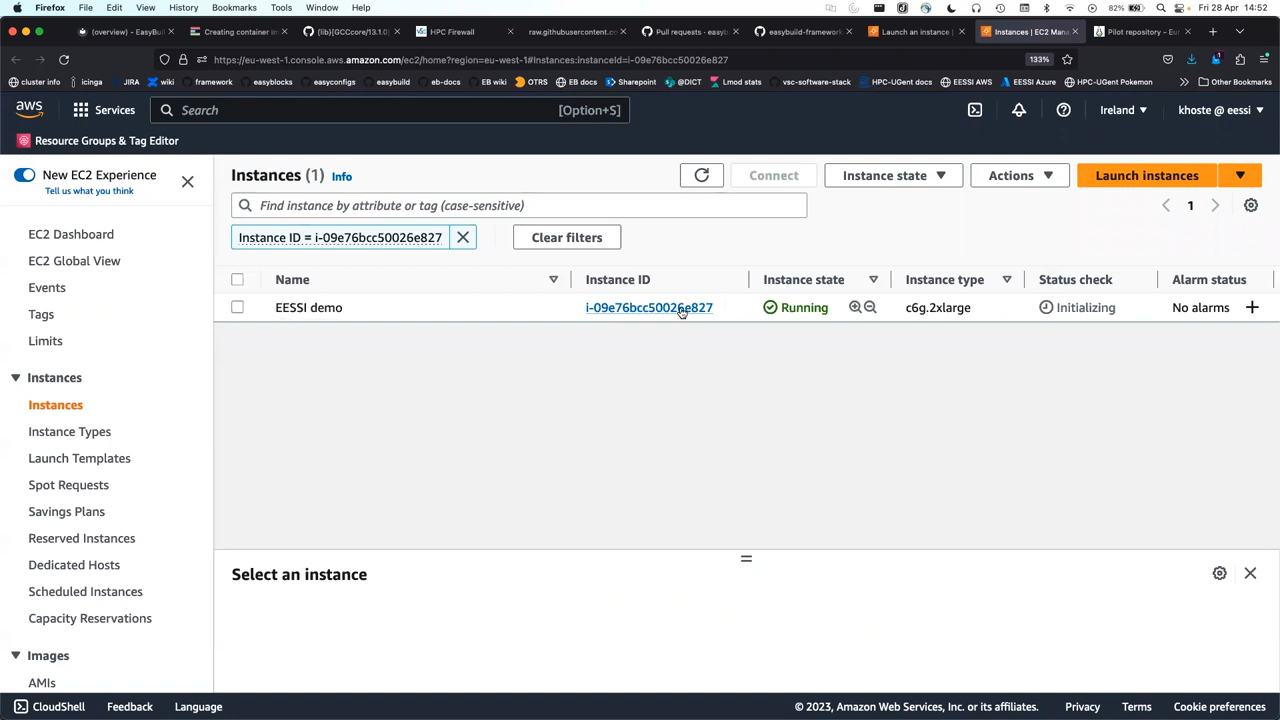 Firefox File Edit View History Bookmarks Tools Window Help 82% Fri 28 Apr 14:52
(overview) - EasyBuil Creating container im {lib}[GCCcore/13.1.0] HPC Firewall raw.githubusercontent.co Pull requests · easyb easybuild-framework Launch an instance | Instances | EC2 Man Pilot repository - Eur
https://eu-west-1.console.aws.amazon.com/ec2/home?region=eu-west-1#Instances:instanceId=i-09e76bcc50026e827 133%
cluster info icinga JIRA wiki framework easyblocks easyconfigs easybuild eb-docs EB wiki OTRS EB docs Sharepoint @DICT Lmod stats vsc-software-stack HPC-UGent Pokemon EESSI AWS EESSI Azure HPC-UGent Pokemon Other Bookmarks
aws Services Search [Option+S] Ireland khoste @ eessi
Resource Groups & Tag Editor
New EC2 Experience
Tell us what you think
Instances (1) Info Connect Instance state Actions Launch instances
Find instance by attribute or tag (case-sensitive) 1
Instance ID = i-09e76bcc50026e827 Clear filters
Name Instance ID Instance state Instance type Status check Alarm status
EESSI demo i-09e76bcc50026e827 Running c6g.2xlarge Initializing No alarms
EC2 Dashboard
EC2 Global View
Events
Tags
Limits
Instances
Instances
Instance Types
Launch Templates
Spot Requests
Savings Plans
Reserved Instances
Dedicated Hosts
Scheduled Instances
Capacity Reservations
Images
AMIs
Select an instance
CloudShell Feedback Language © 2023, Amazon Web Services, Inc. or its affiliates. Privacy Terms Cookie preferences